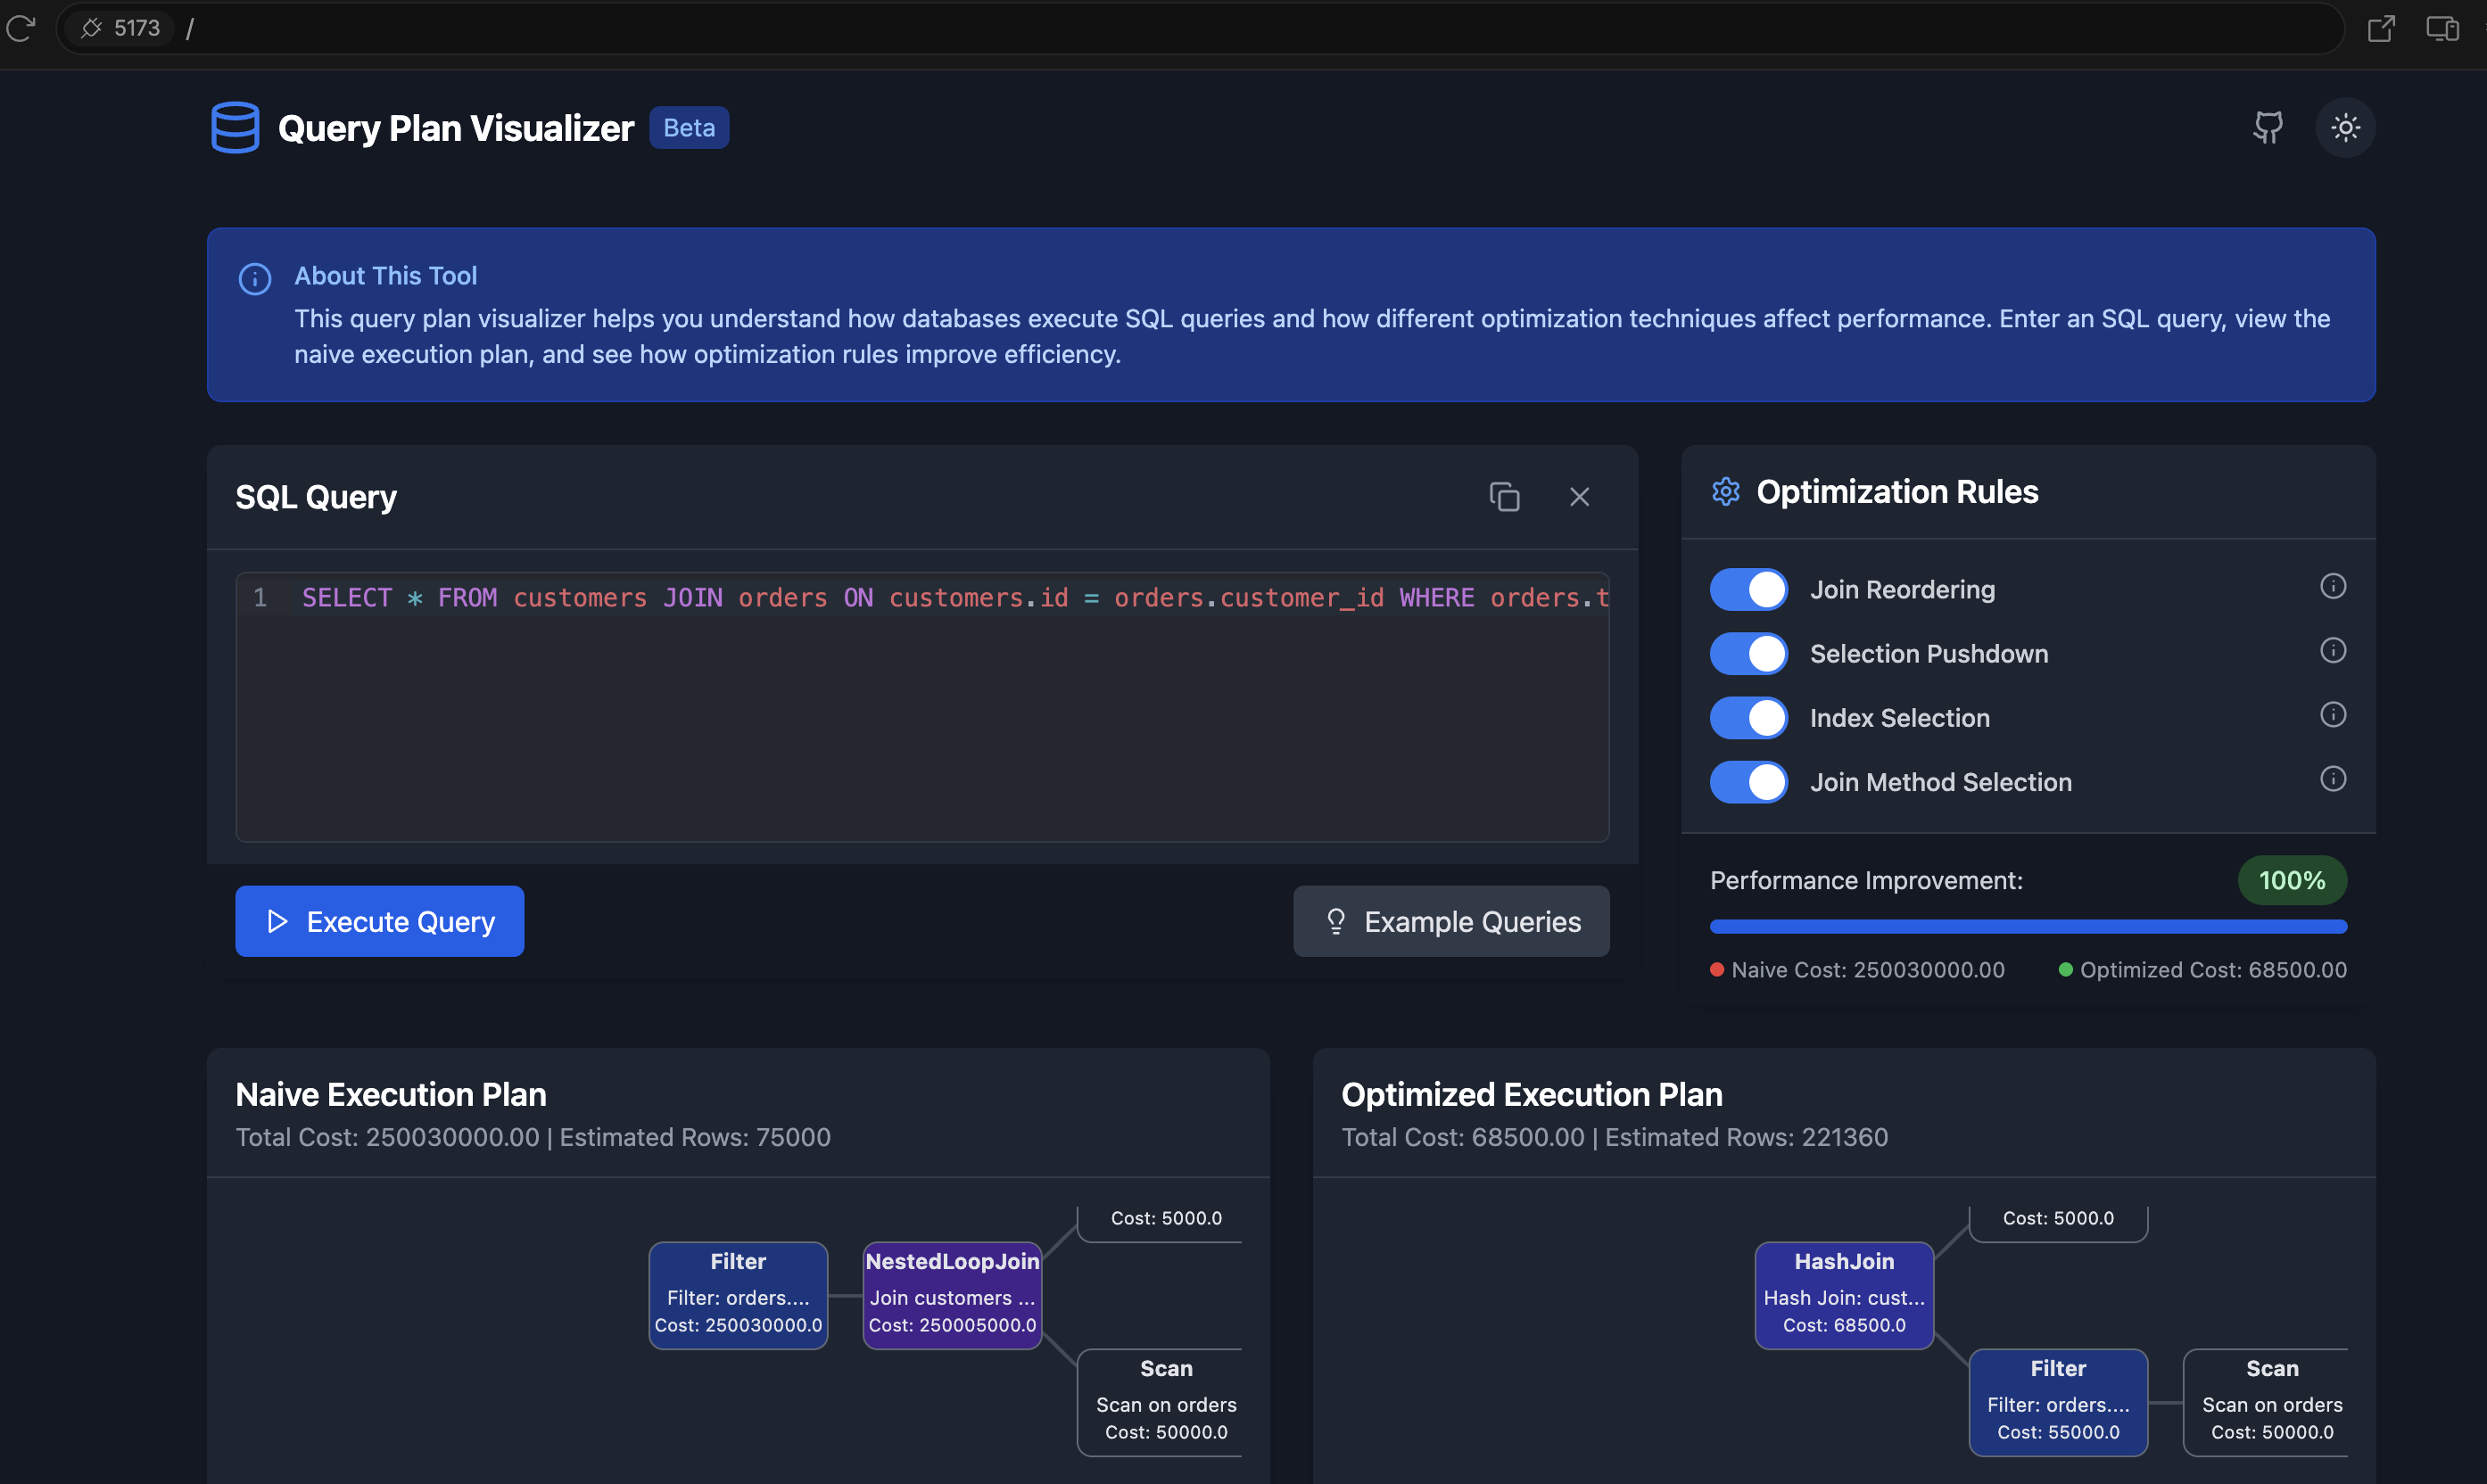 5173 /
Query Plan Visualizer Beta
About This Tool
This query plan visualizer helps you understand how databases execute SQL queries and how different optimization techniques affect performance. Enter an SQL query, view the
naive execution plan, and see how optimization rules improve efficiency.
SQL Query
1 SELECT * FROM customers JOIN orders ON customers.id = orders.customer_id WHERE orders.t
Execute Query
Example Queries
Optimization Rules
Join Reordering
Selection Pushdown
Index Selection
Join Method Selection
Performance Improvement: 100%
Naive Cost: 250030000.00 Optimized Cost: 68500.00
Naive Execution Plan
Total Cost: 250030000.00 | Estimated Rows: 75000
Cost: 5000.0
Filter
Filter: orders....
Cost: 250030000.0
NestedLoopJoin
Join customers ...
Cost: 250005000.0
Scan
Scan on orders
Cost: 50000.0
Optimized Execution Plan
Total Cost: 68500.00 | Estimated Rows: 221360
Cost: 5000.0
HashJoin
Hash Join: cust...
Cost: 68500.0
Filter
Filter: orders....
Cost: 55000.0
Scan
Scan on orders
Cost: 50000.0